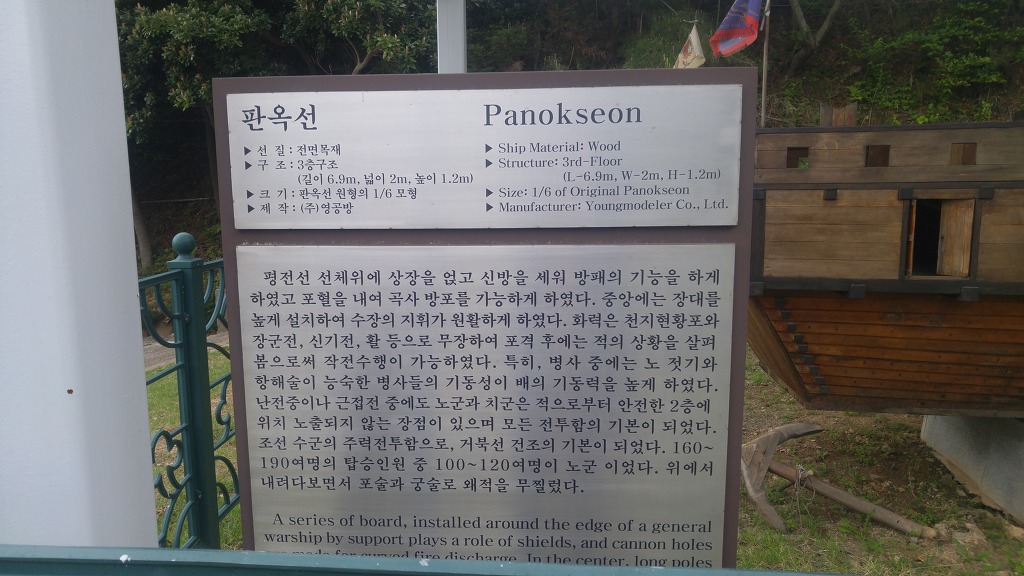 판옥선
▶ 선 질 : 전면목재
▶ 구 조 : 3층구조
(길이 6.9m, 넓이 2m, 높이 1.2m)
▶ 크 기 : 판옥선 원형의 1/6 모형
▶ 제 작 : (주)영공방
Panokseon
▶ Ship Material: Wood
▶ Structure: 3rd-Floor
(L-6.9m, W-2m, H-1.2m)
▶ Size: 1/6 of Original Panokseon
▶ Manufacturer: Youngmodeler Co., Ltd.
평전선 선체위에 상장을 얹고 신방을 세워 방패의 기능을 하게
하였고 포혈을 내여 곡사 방포를 가능하게 하였다. 중앙에는 장대를
높게 설치하여 수장의 지휘가 원활하게 하였다. 화력은 천지현황포와
장군전, 신기전, 활 등으로 무장하여 포격 후에는 적의 상황을 살펴
봄으로써 작전수행이 가능하였다. 특히, 병사 중에는 노 젓기와
항해술이 능숙한 병사들의 기동성이 배의 기동력을 높게 하였다.
난전중이나 근접전 중에도 노군과 치군은 적으로부터 안전한 2층에
위치 노출되지 않는 장점이 있으며 모든 전투함의 기본이 되었다.
조선 수군의 주력전투함으로, 거북선 건조의 기본이 되었다. 160~
190여명의 탑승인원 중 100~120여명이 노군 이었다. 위에서
내려다보면서 포술과 궁술로 왜적을 무찔렀다.
A series of board, installed around the edge of a general
warship by support plays a role of shields, and cannon holes
made for curved fire discharge. In the center, long poles